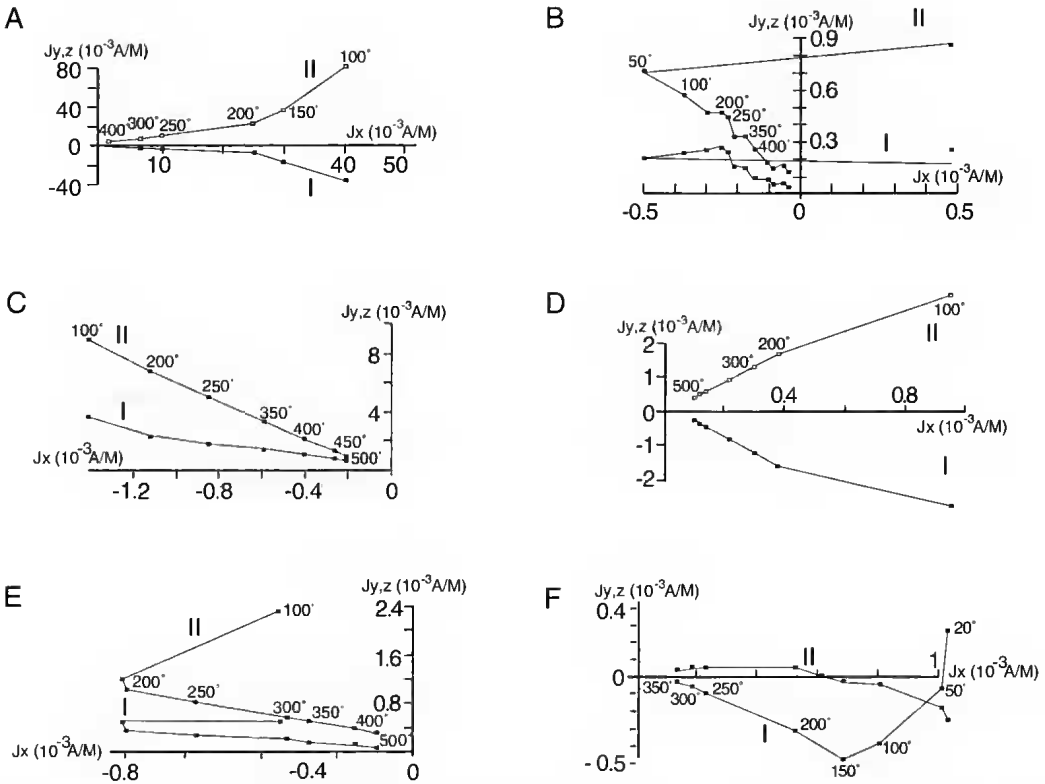 A
Jy,z (10⁻³A/M)
80
40
0
-40
II
100°
150'
200°
250°
300°
400°
Jx (10⁻³A/M)
10
40
50
I
B
Jy,z (10⁻³A/M)
II
0.9
0.6
0.3
50°
100'
200°
250°
350°
400'
I
Jx (10⁻³A/M)
-0.5
0
0.5
C
Jy,z (10⁻³A/M)
100°
II
200°
250'
350'
400'
450°
500'
8
4
I
Jx (10⁻³A/M)
-1.2
-0.8
-0.4
0
D
Jy,z (10⁻³A/M)
2
1
0
-1
-2
500°
300°
200°
100°
II
0.4
0.8
Jx (10⁻³A/M)
I
E
Jy,z (10⁻³A/M)
2.4
1.6
0.8
II
100'
200°
250°
300°
350°
400°
500°
I
Jx (10⁻³A/M)
-0.8
-0.4
0
F
Jy,z (10⁻³A/M)
0.4
0
-0.5
II
20°
1
Jx (10⁻³A/M)
50'
350'
300°
250°
200°
I
100°
150°